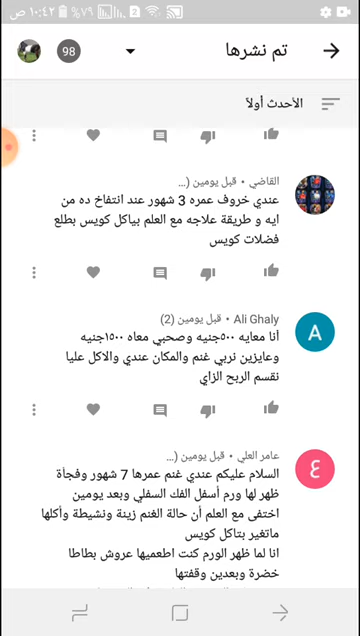 ١٠:٤٢ ص
٧٩%
2
تم نشرها
98
الأحدث أولاً
القاضي • قبل يومين (...
عندي خروف عمره 3 شهور عند انتفاخ ده من
ايه و طريقة علاجه مع العلم بياكل كويس بطلع
فضلات كويس
Ali Ghaly • قبل يومين (2)
A
أنا معايه ٥٠٠جنيه وصحبي معاه ١٥٠٠جنيه
وعايزين نربي غنم والمكان عندي والاكل عليا
نقسم الربح الزاي
عامر العلي • قبل يومين (...
ع
السلام عليكم عندي غنم عمرها 7 شهور وفجأة
ظهر لها ورم أسفل الفك السفلي وبعد يومين
اختفى مع العلم أن حالة الغنم زينة ونشيطة وأكلها
ماتغير بتاكل كويس
انا لما ظهر الورم كنت اطعميها عروش بطاطا
خضرة وبعدين وقفتها